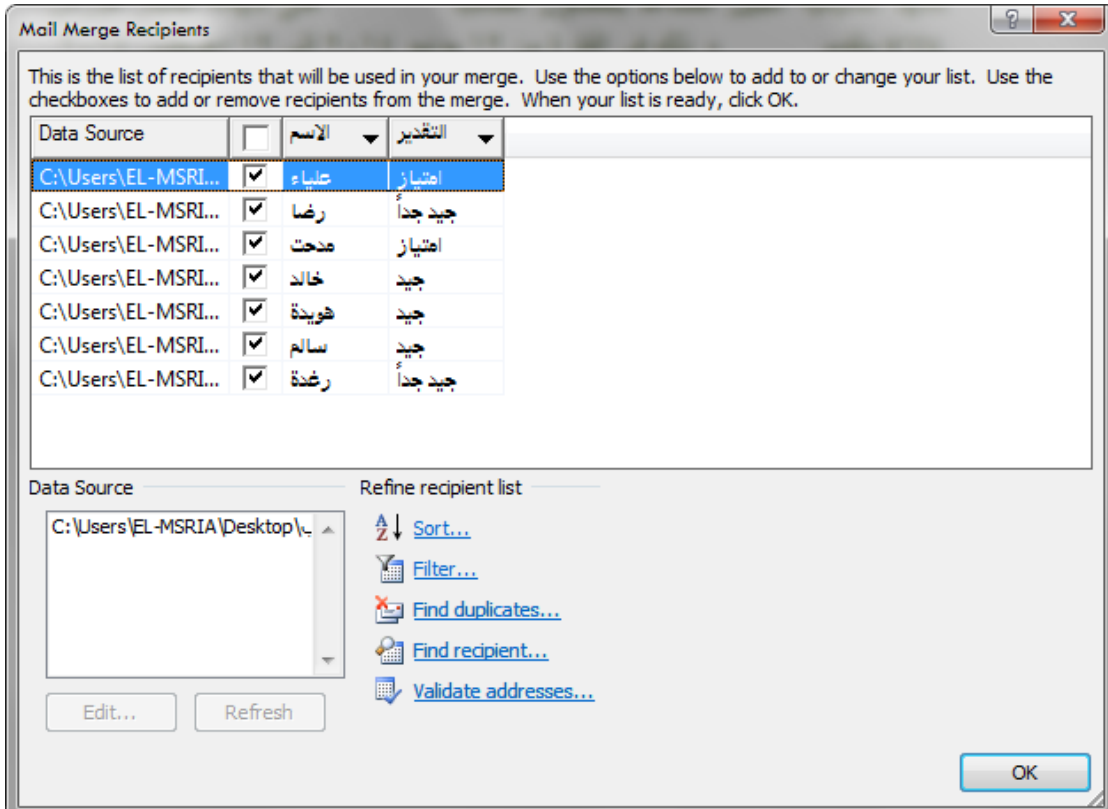 Mail Merge Recipients
This is the list of recipients that will be used in your merge. Use the options below to add to or change your list. Use the
checkboxes to add or remove recipients from the merge. When your list is ready, click OK.
Data Source الاسم التقدير
C:\Users\EL-MSRI... علياء امتياز
C:\Users\EL-MSRI... رضا جيد جداً
C:\Users\EL-MSRI... مدحت امتياز
C:\Users\EL-MSRI... خالد جيد
C:\Users\EL-MSRI... هويدة جيد
C:\Users\EL-MSRI... سالم جيد
C:\Users\EL-MSRI... رغدة جيد جداً
Data Source
C:\Users\EL-MSRIA\Desktop\ب
Edit...
Refresh
Refine recipient list
Sort...
Filter...
Find duplicates...
Find recipient...
Validate addresses...
OK